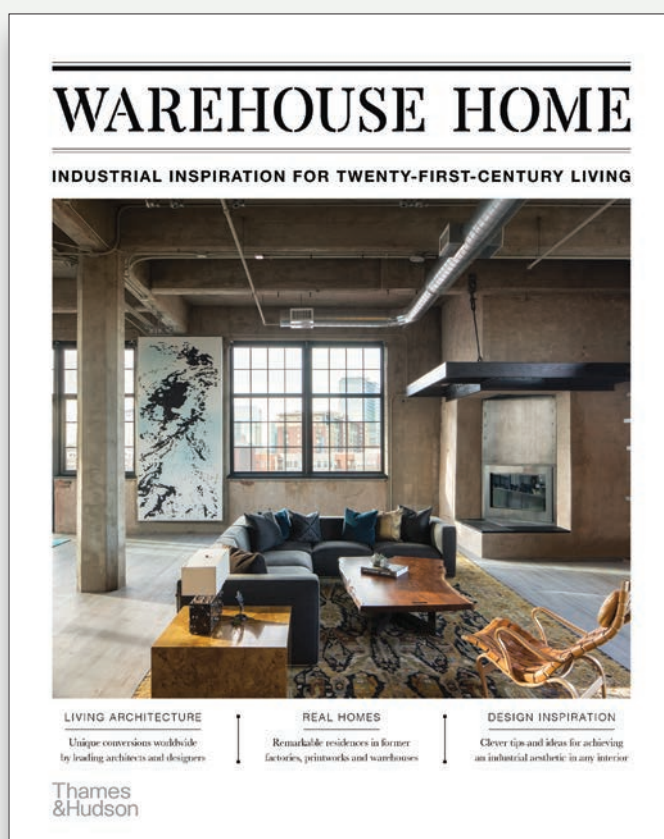 WAREHOUSE HOME
INDUSTRIAL INSPIRATION FOR TWENTY-FIRST-CENTURY LIVING
LIVING ARCHITECTURE
Unique conversions worldwide
by leading architects and designers
REAL HOMES
Remarkable residences in former
factories, printworks and warehouses
DESIGN INSPIRATION
Clever tips and ideas for achieving
an industrial aesthetic in any interior
Thames
&Hudson